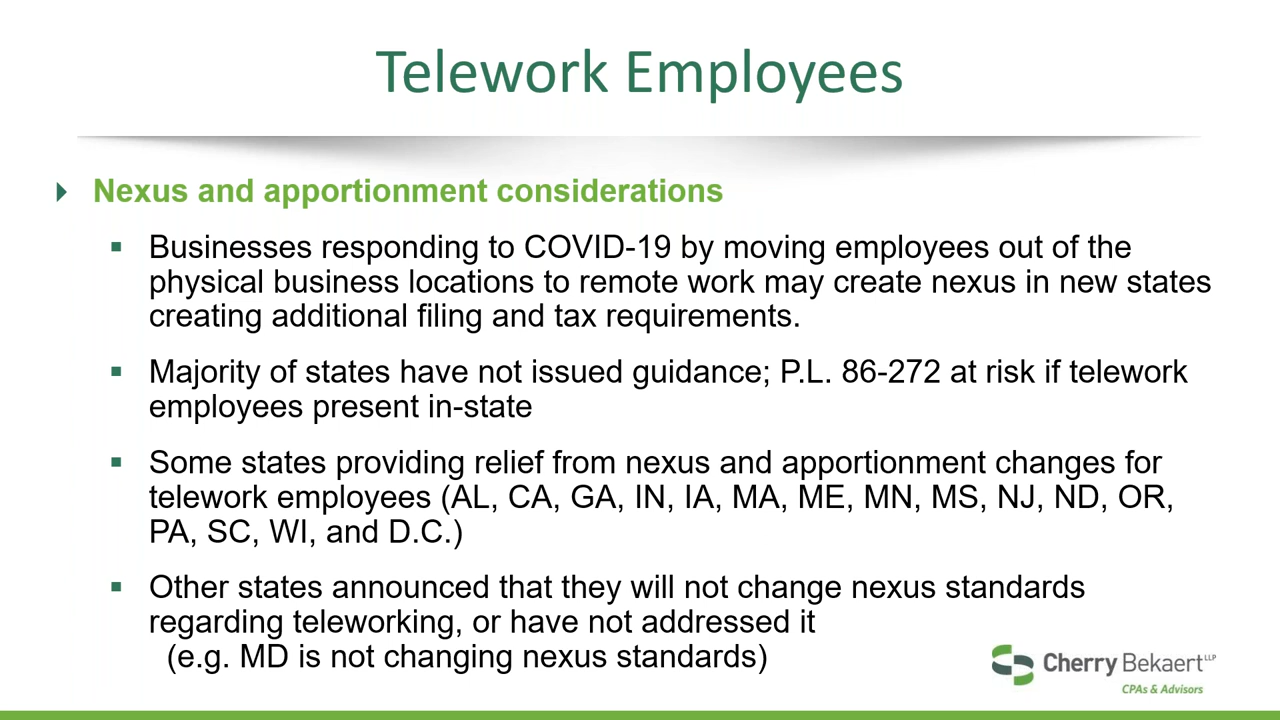 Telework Employees
Nexus and apportionment considerations
Businesses responding to COVID-19 by moving employees out of the
physical business locations to remote work may create nexus in new states
creating additional filing and tax requirements.
Majority of states have not issued guidance; P.L. 86-272 at risk if telework
employees present in-state
Some states providing relief from nexus and apportionment changes for
telework employees (AL, CA, GA, IN, IA, MA, ME, MN, MS, NJ, ND, OR,
PA, SC, WI, and D.C.)
Other states announced that they will not change nexus standards
regarding teleworking, or have not addressed it
(e.g. MD is not changing nexus standards)
Cherry Bekaert LLP
CPAs & Advisors